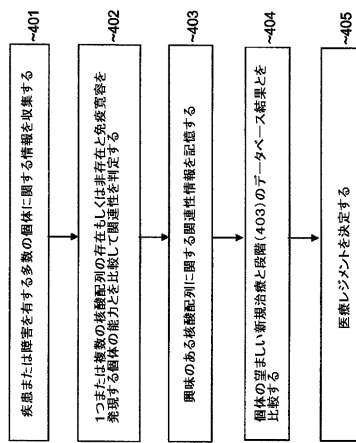 疾患または障害を有する多数の個体に関する情報を収集する
~401
1つまたは複数の核酸配列の存在もしくは非存在と免疫寛容を
発現する個体の能力とを比較して関連性を判定する
~402
興味のある核酸配列に関する関連性情報を記憶する
~403
個体の望ましい新規治療と段階(403)のデータベース結果とを
比較する
~404
医療レジメントを決定する
~405